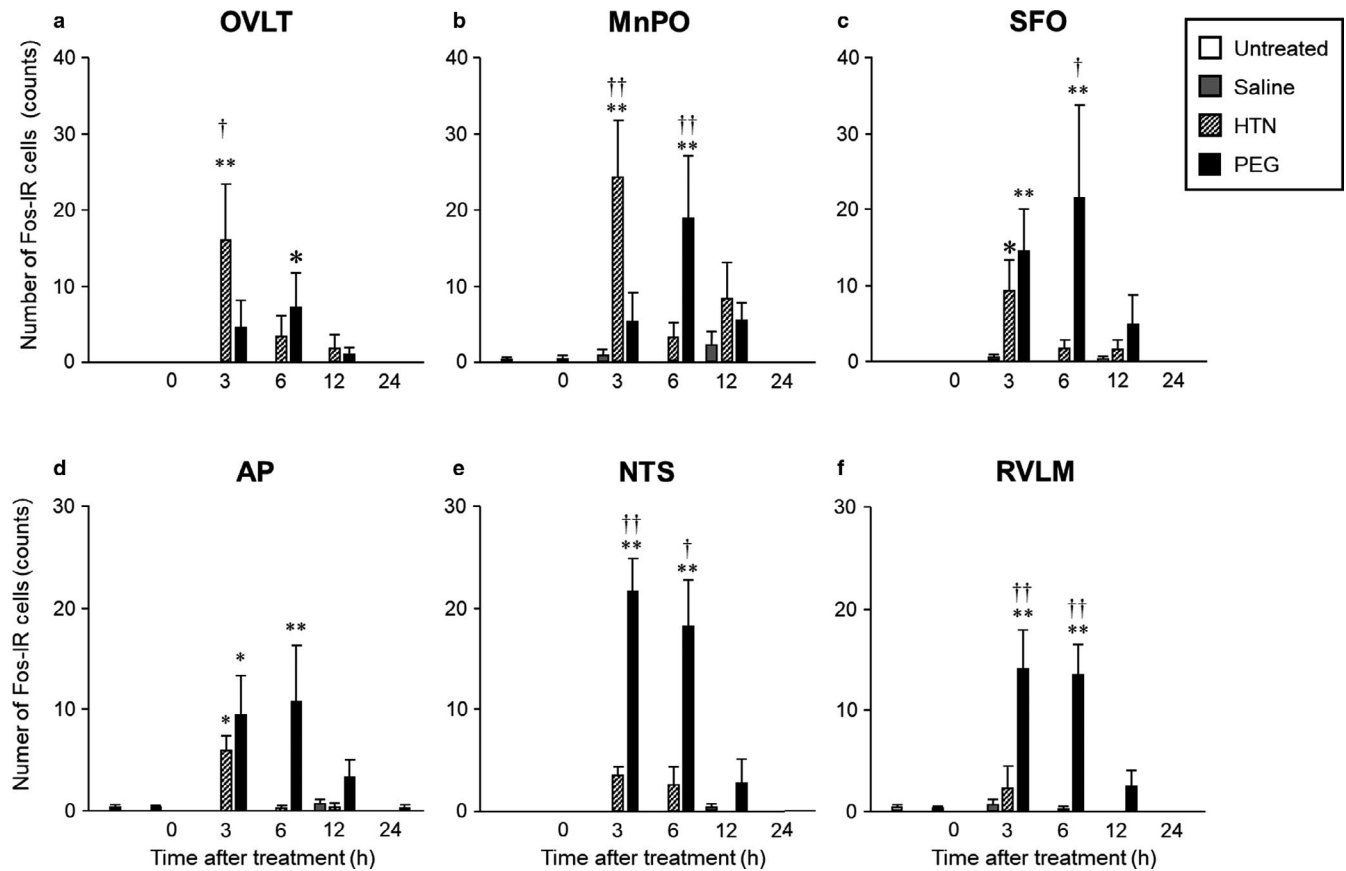 a OVLT
b MnPO
c SFO
Untreated
Saline
HTN
PEG
Number of Fos-IR cells (counts)
40
30
20
10
0
†
**
*
0 3 6 12 24
40
30
20
10
0
††
**
††
**
0 3 6 12 24
40
30
20
10
0
*
**
†
**
0 3 6 12 24
d AP
e NTS
f RVLM
Numer of Fos-IR cells (counts)
30
20
10
0
*
*
**
0 3 6 12 24
Time after treatment (h)
30
20
10
0
††
**
†
**
0 3 6 12 24
Time after treatment (h)
30
20
10
0
††
**
††
**
0 3 6 12 24
Time after treatment (h)